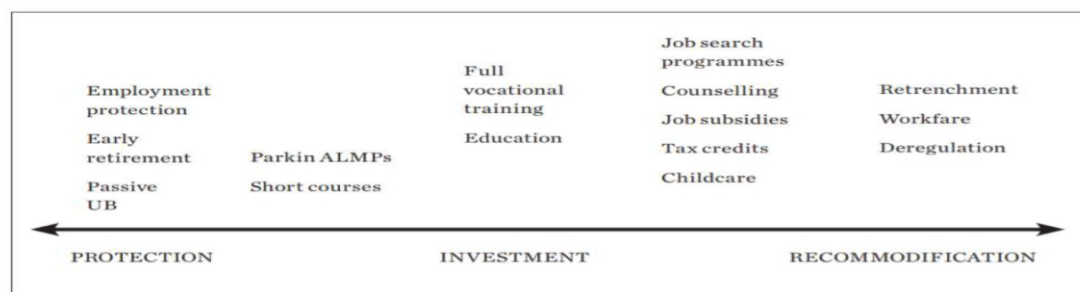 Employment
protection
Early
retirement
Passive
UB
Parkin ALMPs
Short courses
Full
vocational
training
Education
Job search
programmes
Counselling
Job subsidies
Tax credits
Childcare
Retrenchment
Workfare
Deregulation
PROTECTION
INVESTMENT
RECOMMODIFICATION